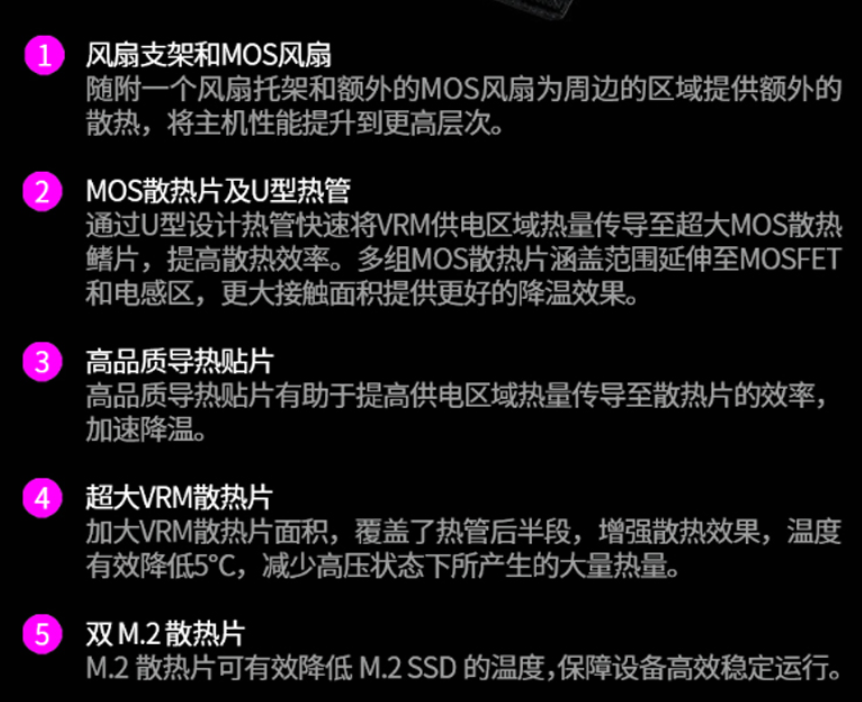 1 风扇支架和MOS风扇
随附一个风扇托架和额外的MOS风扇为周边的区域提供额外的
散热，将主机性能提升到更高层次。
2 MOS散热片及U型热管
通过U型设计热管快速将VRM供电区域热量传导至超大MOS散热
鳍片，提高散热效率。多组MOS散热片涵盖范围延伸至MOSFET
和电感区，更大接触面积提供更好的降温效果。
3 高品质导热贴片
高品质导热贴片有助于提高供电区域热量传导至散热片的效率，
加速降温。
4 超大VRM散热片
加大VRM散热片面积，覆盖了热管后半段，增强散热效果，温度
有效降低5°C，减少高压状态下所产生的大量热量。
5 双 M.2 散热片
M.2 散热片可有效降低 M.2 SSD 的温度,保障设备高效稳定运行。